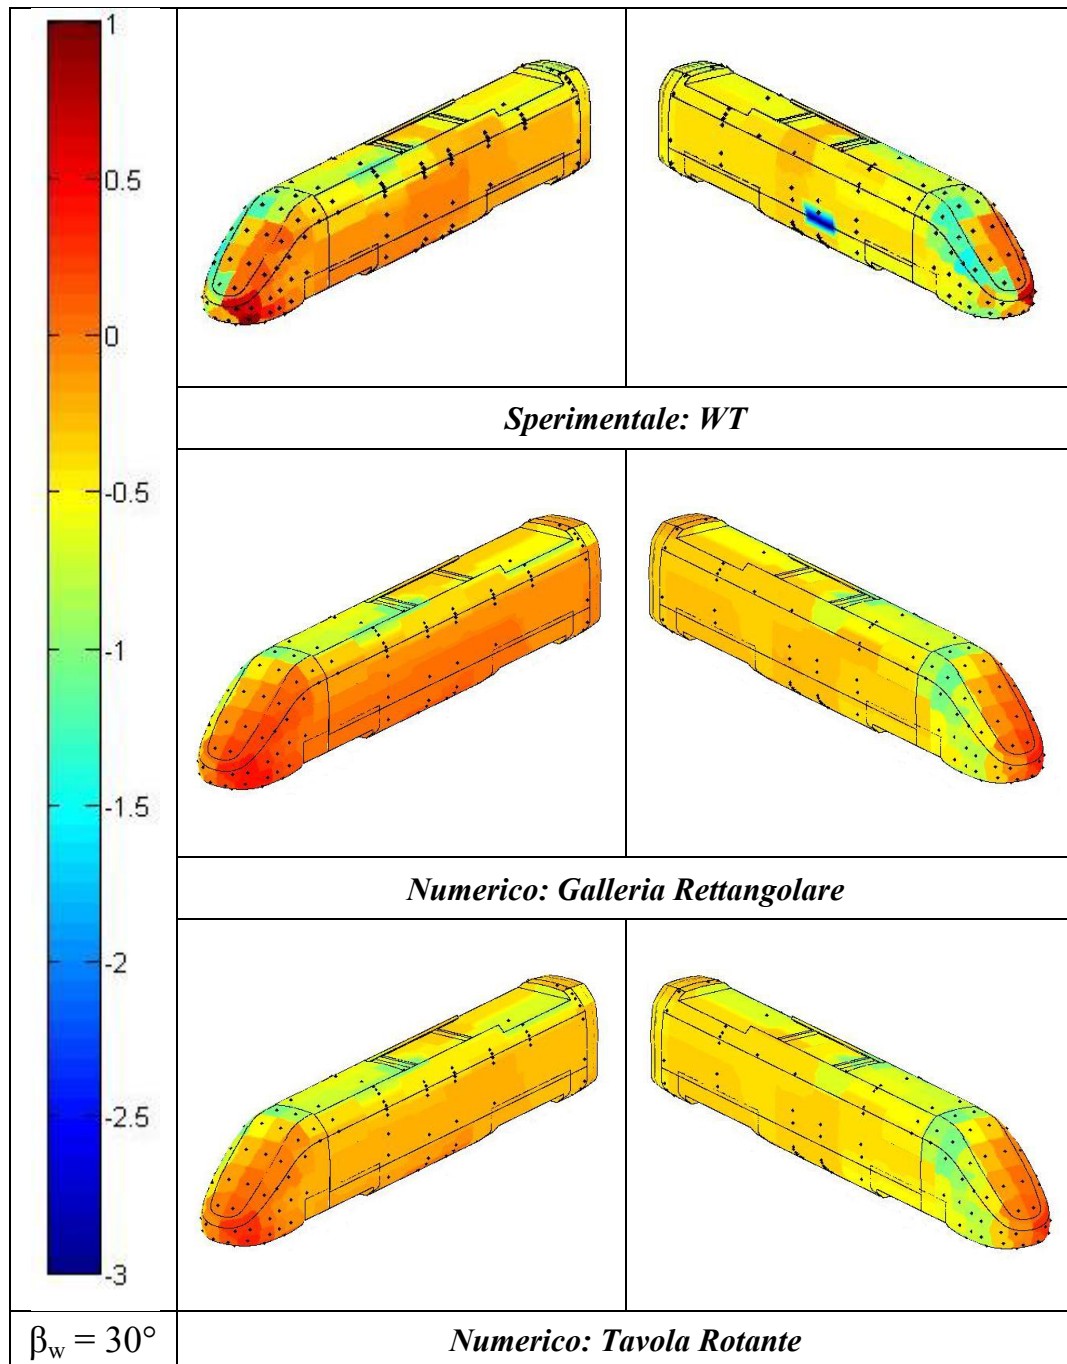 1
0.5
0
-0.5
-1
-1.5
-2
-2.5
-3
Sperimentale: WT
Numerico: Galleria Rettangolare
βw = 30°
Numerico: Tavola Rotante